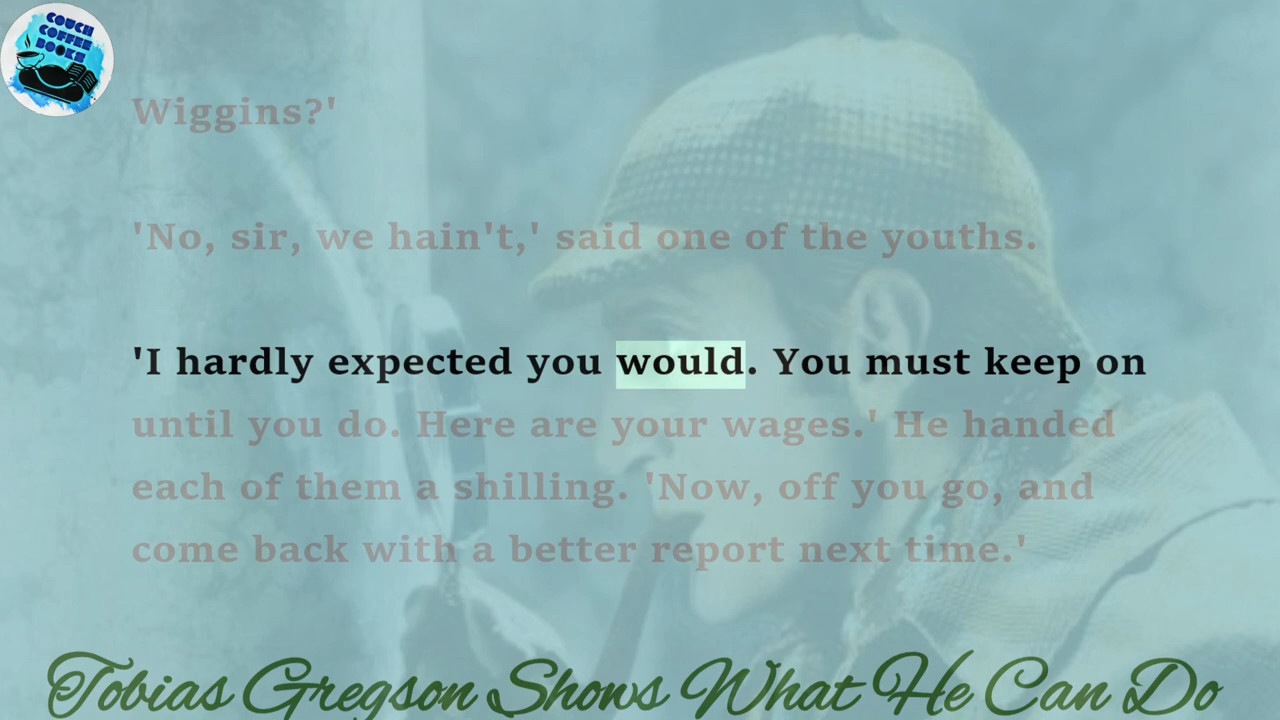 COUCH
COFFEE
BOOKS
Wiggins?'
'No, sir, we hain't,' said one of the youths.
'I hardly expected you would. You must keep on
until you do. Here are your wages.' He handed
each of them a shilling. 'Now, off you go, and
come back with a better report next time.'
Tobias Gregson Shows What He Can Do